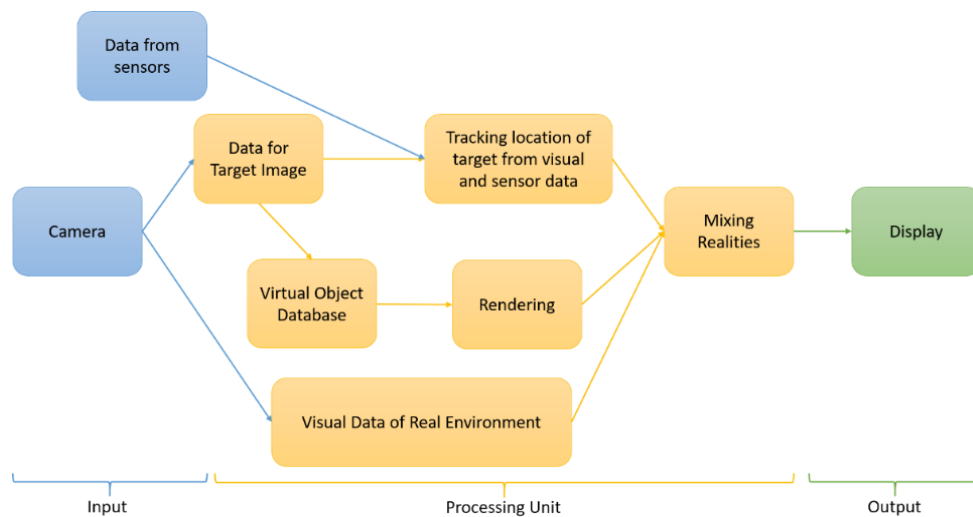 Data from
sensors
Data for
Target Image
Tracking location of
target from visual
and sensor data
Camera
Mixing
Realities
Display
Virtual Object
Database
Rendering
Visual Data of Real Environment
Input
Processing Unit
Output